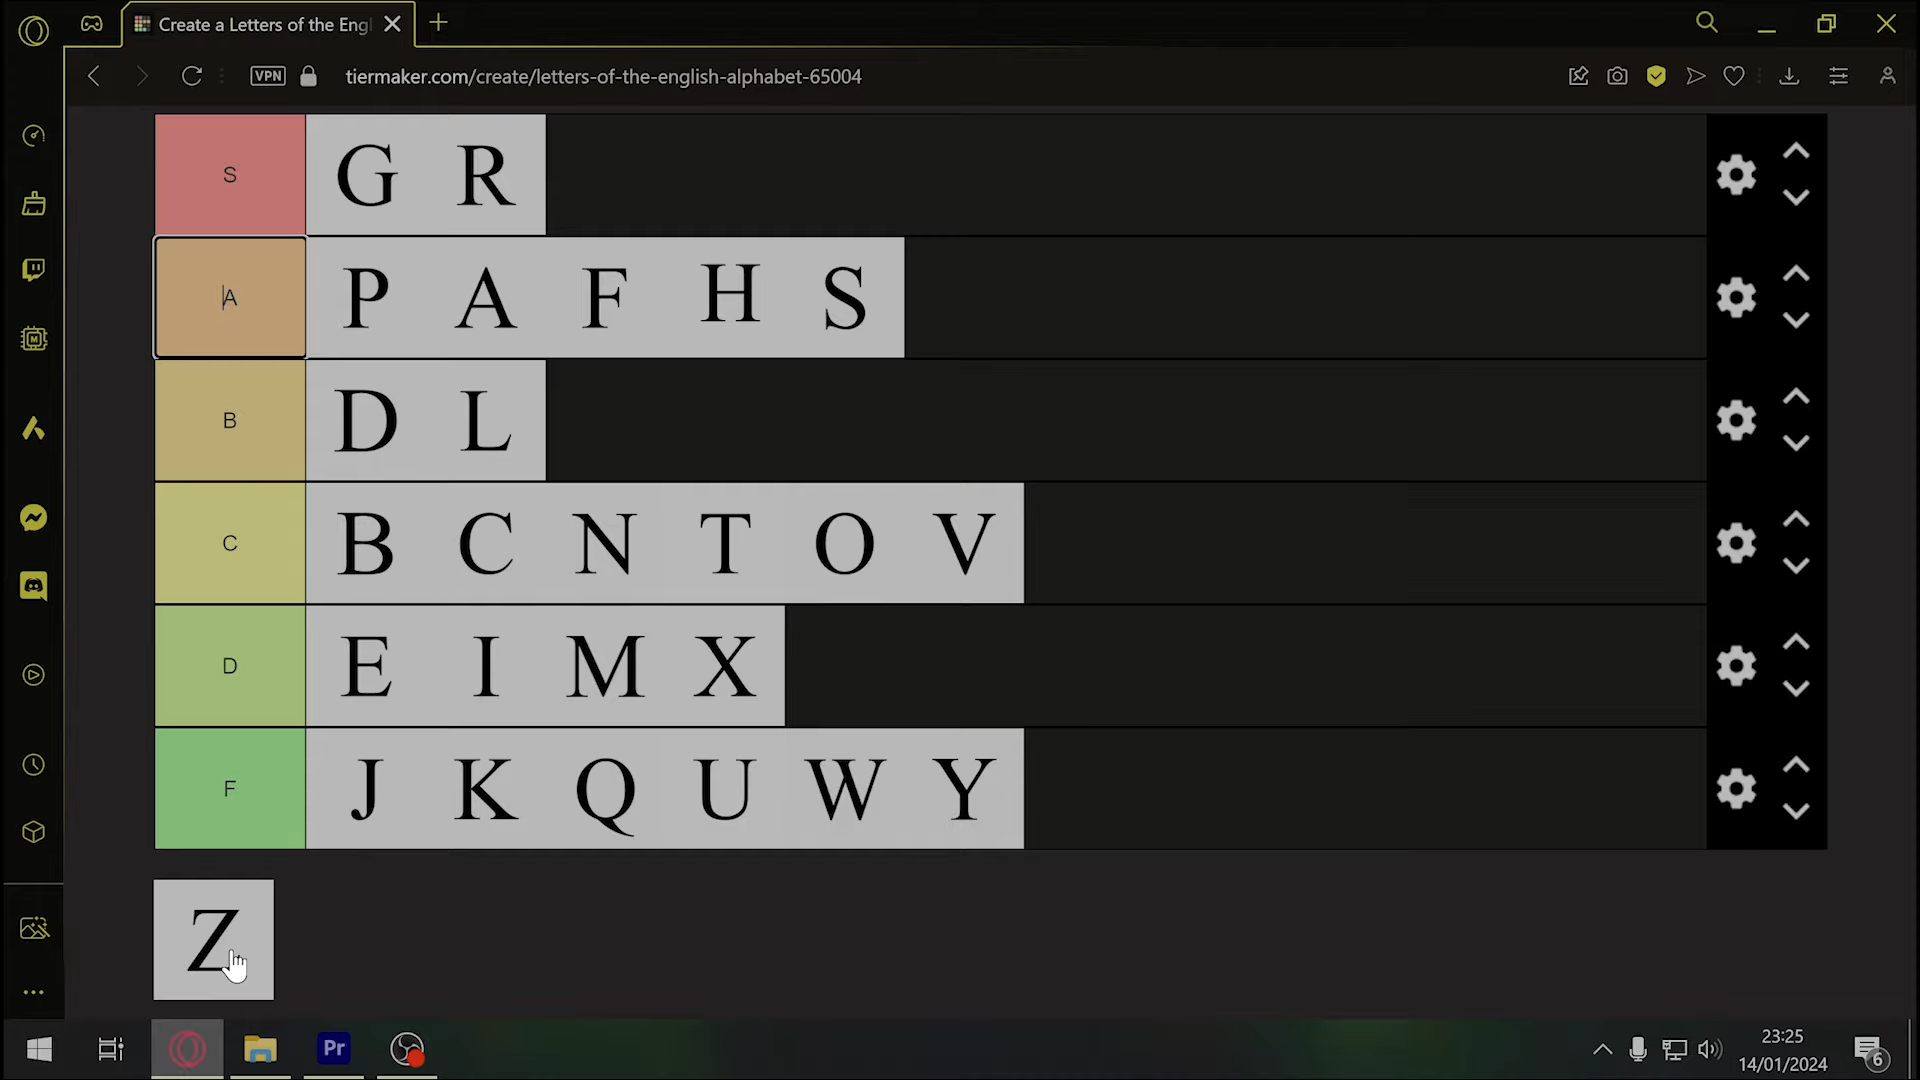 Create a Letters of the Engl
VPN
tiermaker.com/create/letters-of-the-english-alphabet-65004
S G R
A P A F H S
B D L
C B C N T O V
D E I M X
F J K Q U W Y
Z
M
Pr
23:25
14/01/2024
6